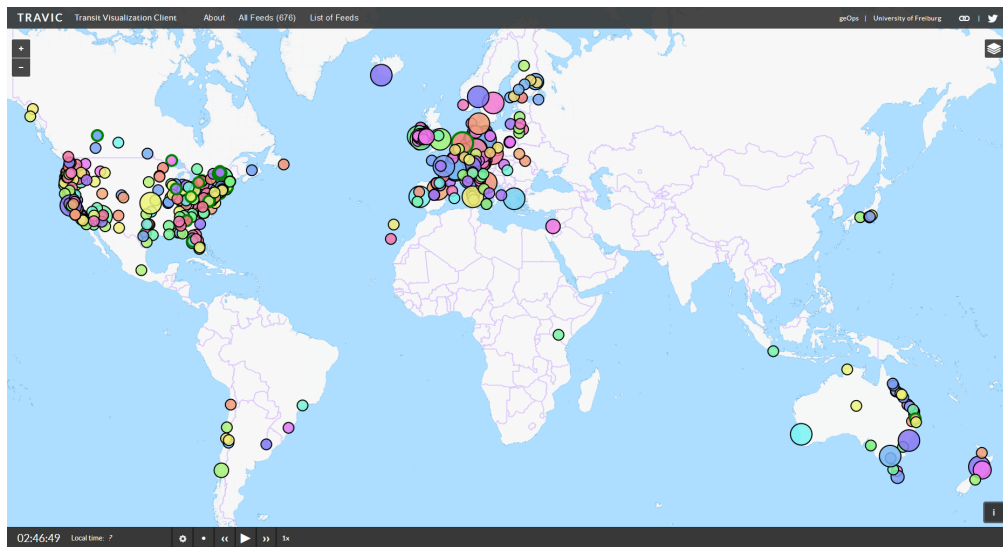 TRAVIC Transit Visualization Client About All Feeds (676) List of Feeds geOps | University of Freiburg |
+
−
i
02:46:49 Local time: ? 1x